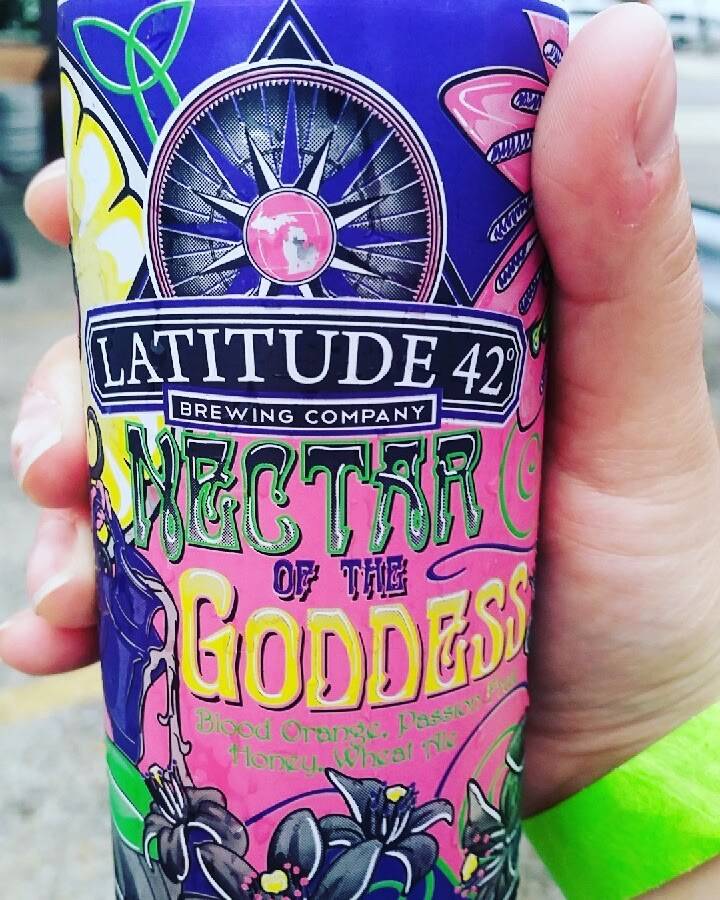 LATITUDE 42°
BREWING COMPANY
NECTAR
OF THE
GODDESS
Blood Orange, Passion
Honey, Wheat Ale